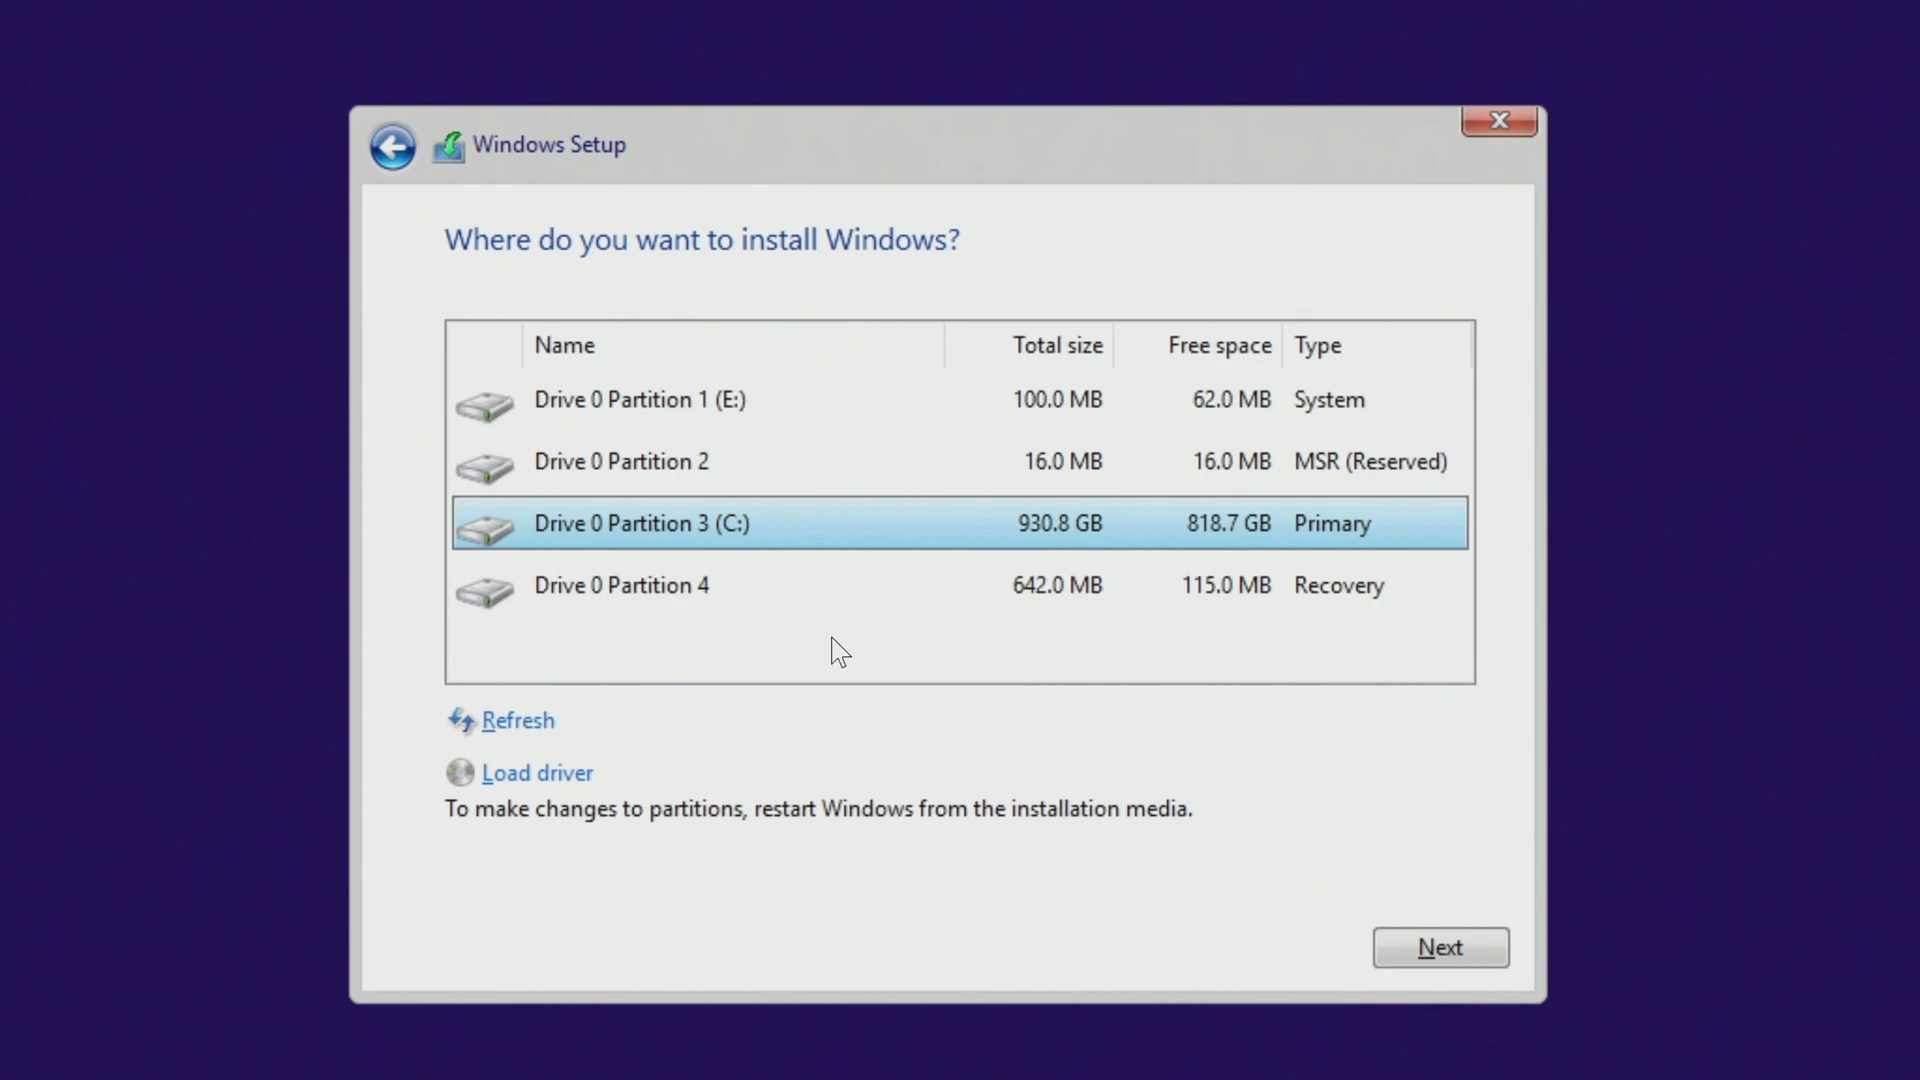 Windows Setup
X
Where do you want to install Windows?
Name Total size Free space Type
Drive 0 Partition 1 (E:) 100.0 MB 62.0 MB System
Drive 0 Partition 2 16.0 MB 16.0 MB MSR (Reserved)
Drive 0 Partition 3 (C:) 930.8 GB 818.7 GB Primary
Drive 0 Partition 4 642.0 MB 115.0 MB Recovery
Refresh
Load driver
To make changes to partitions, restart Windows from the installation media.
Next